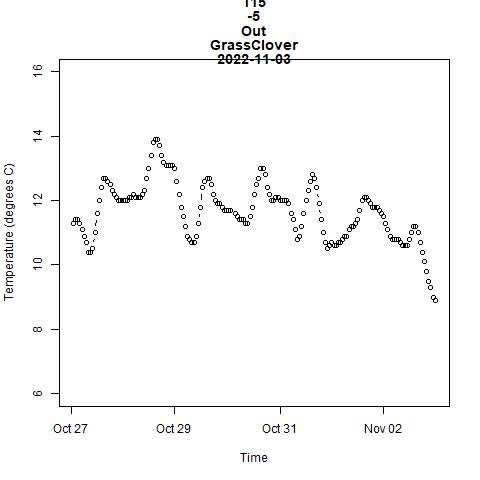 T15
-5
Out
GrassClover
2022-11-03
Temperature (degrees C)
16
14
12
10
8
6
Oct 27
Oct 29
Oct 31
Nov 02
Time